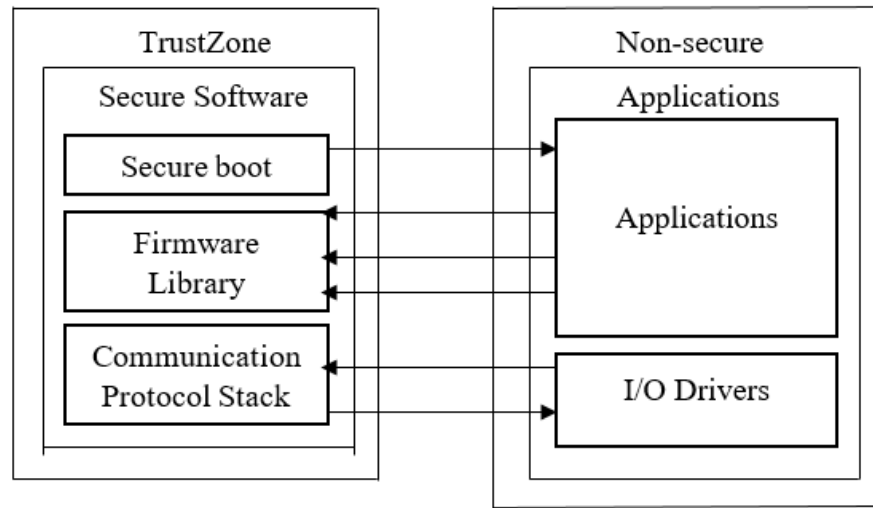 TrustZone
Secure Software
Secure boot
Firmware
Library
Communication
Protocol Stack
Non-secure
Applications
Applications
I/O Drivers